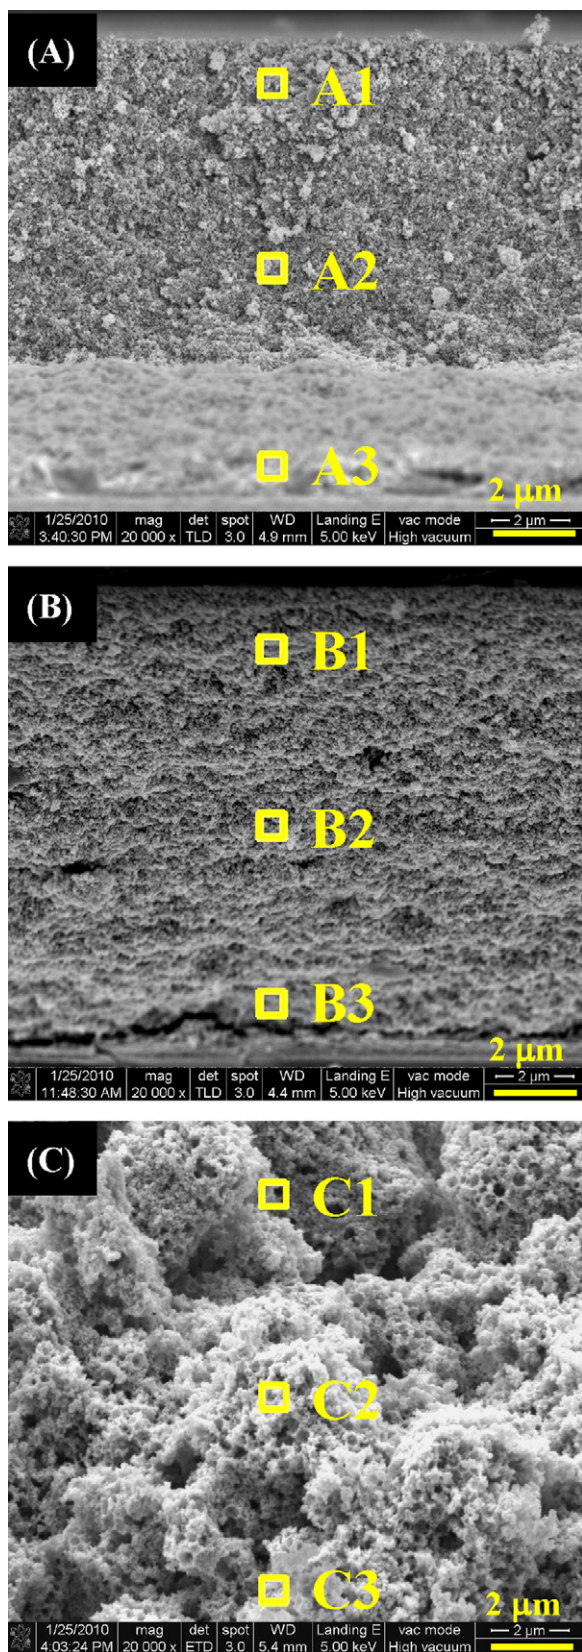 (A)
A1
A2
A3
2 μm
1/25/2010 mag det spot WD Landing E vac mode 2 μm
3:40:30 PM 20 000 x TLD 3.0 4.9 mm 5.00 keV High vacuum
(B)
B1
B2
B3
2 μm
1/25/2010 mag det spot WD Landing E vac mode 2 μm
11:48:30 AM 20 000 x TLD 3.0 4.4 mm 5.00 keV High vacuum
(C)
C1
C2
C3
2 μm
1/25/2010 mag det spot WD Landing E vac mode 2 μm
4:03:24 PM 20 000 x ETD 3.0 5.4 mm 5.00 keV High vacuum